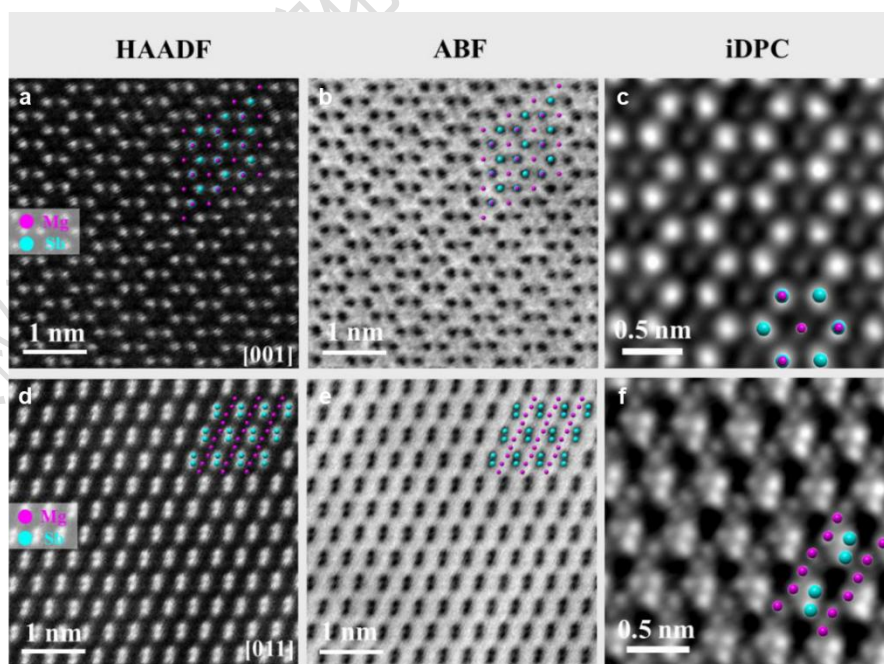 HAADF
ABF
iDPC
a
b
c
Mg
Sb
1 nm
[001]
1 nm
0.5 nm
d
e
f
Mg
Sb
1 nm
[011]
1 nm
0.5 nm